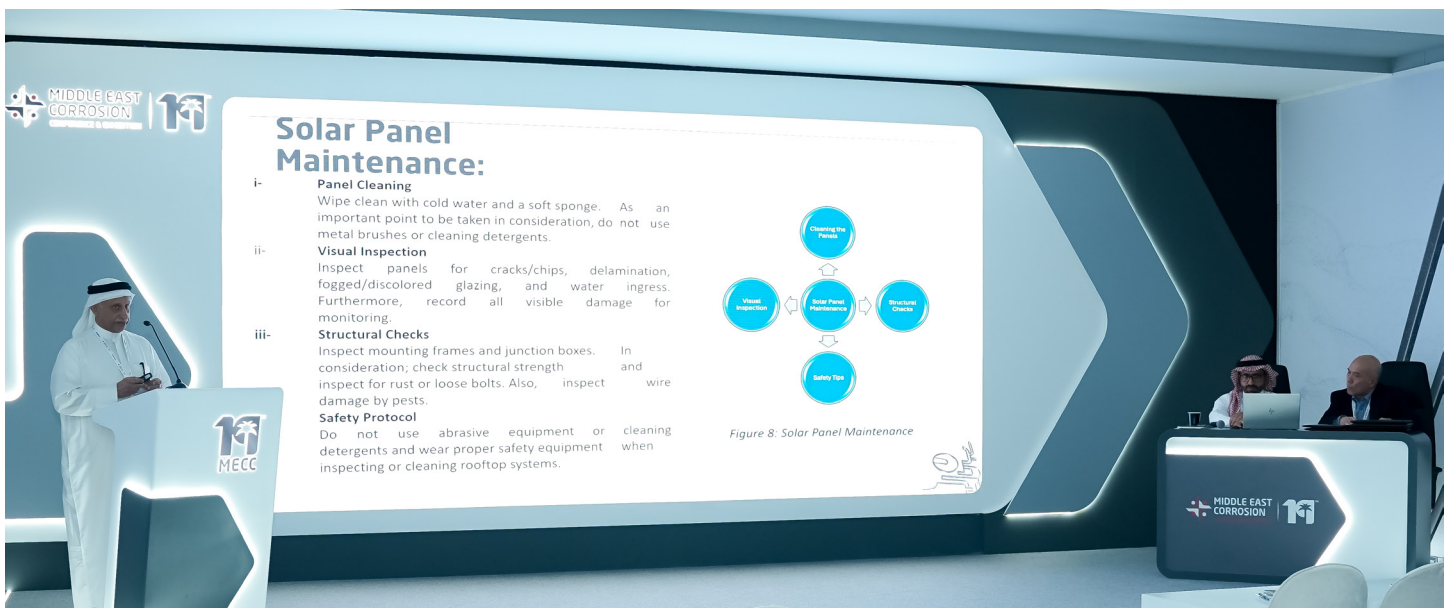 MIDDLE EAST
CORROSION
Solar Panel
Maintenance:
i- Panel Cleaning
Wipe clean with cold water and a soft sponge. As an
important point to be taken in consideration, do not use
metal brushes or cleaning detergents.
ii- Visual Inspection
Inspect panels for cracks/chips, delamination,
fogged/discolored glazing, and water ingress.
Furthermore, record all visible damage for
monitoring.
iii- Structural Checks
Inspect mounting frames and junction boxes. In
consideration; check structural strength and
inspect for rust or loose bolts. Also, inspect wire
damage by pests.
Safety Protocol
Do not use abrasive equipment or cleaning
detergents and wear proper safety equipment when
inspecting or cleaning rooftop systems.
Cleaning the
Panels
Visual
Inspection
Solar Panel
Maintenance
Structural
Checks
Safety Tips
Figure 8: Solar Panel Maintenance
19
MECC
hp
MIDDLE EAST
CORROSION
19